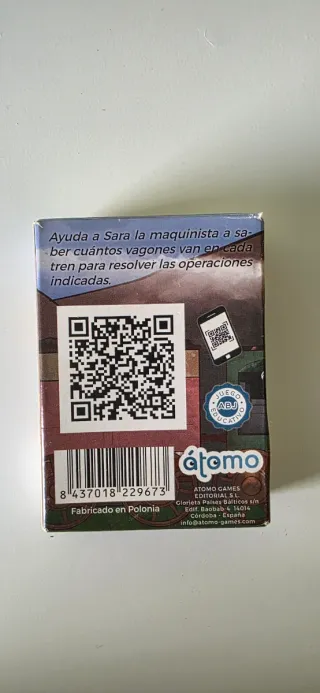 Ayuda a Sara la maquinista a sa-
ber cuántos vagones van en cada
tren para resolver las operaciones
indicadas.
JUEGO
ABJ
EDUCATIVO
átomo
8 437018 229673
Fabricado en Polonia
ATOMO GAMES
EDITORIAL S.L.
Glorieta Países Bálticos s/n
Edif. Baobab 4 14014
Córdoba - España
info@atomo-games.com